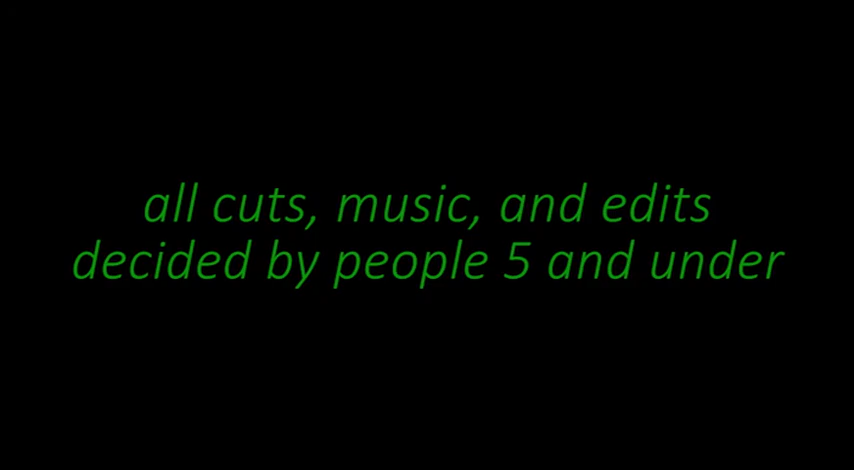 all cuts, music, and edits
decided by people 5 and under